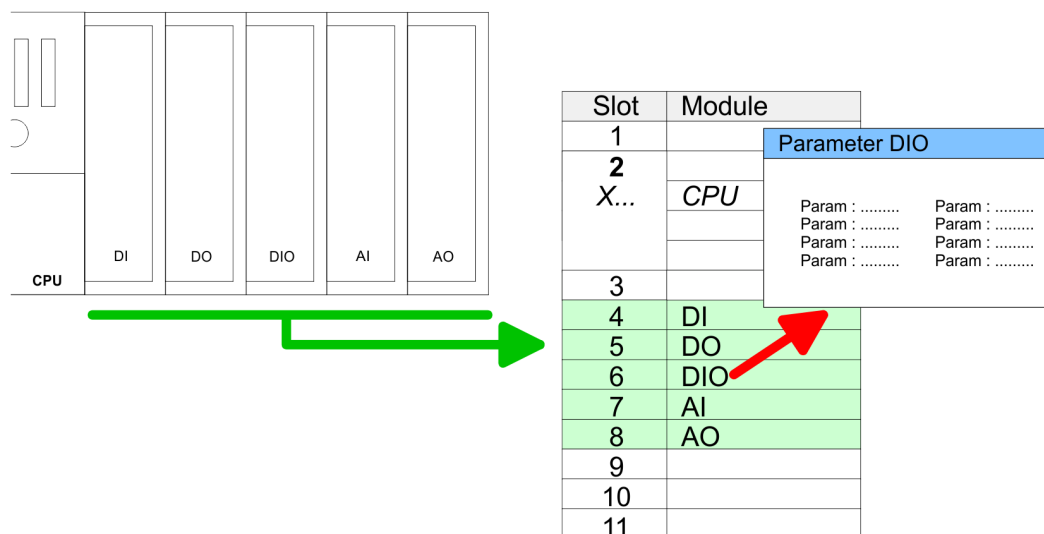 DI DO DIO AI AO
CPU
Slot Module
1
2
X... CPU
3
4 DI
5 DO
6 DIO
7 AI
8 AO
9
10
11
Parameter DIO
Param : ......... Param : .........
Param : ......... Param : .........
Param : ......... Param : .........
Param : ......... Param : .........